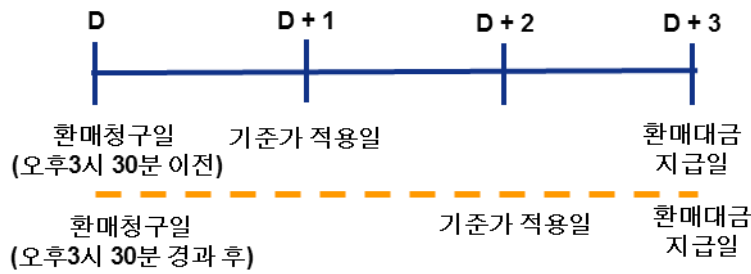 D D + 1 D + 2 D + 3
환매청구일 기준가 적용일 환매대금
(오후3시 30분 이전) 지급일
환매청구일 기준가 적용일 환매대금
(오후3시 30분 경과 후) 지급일